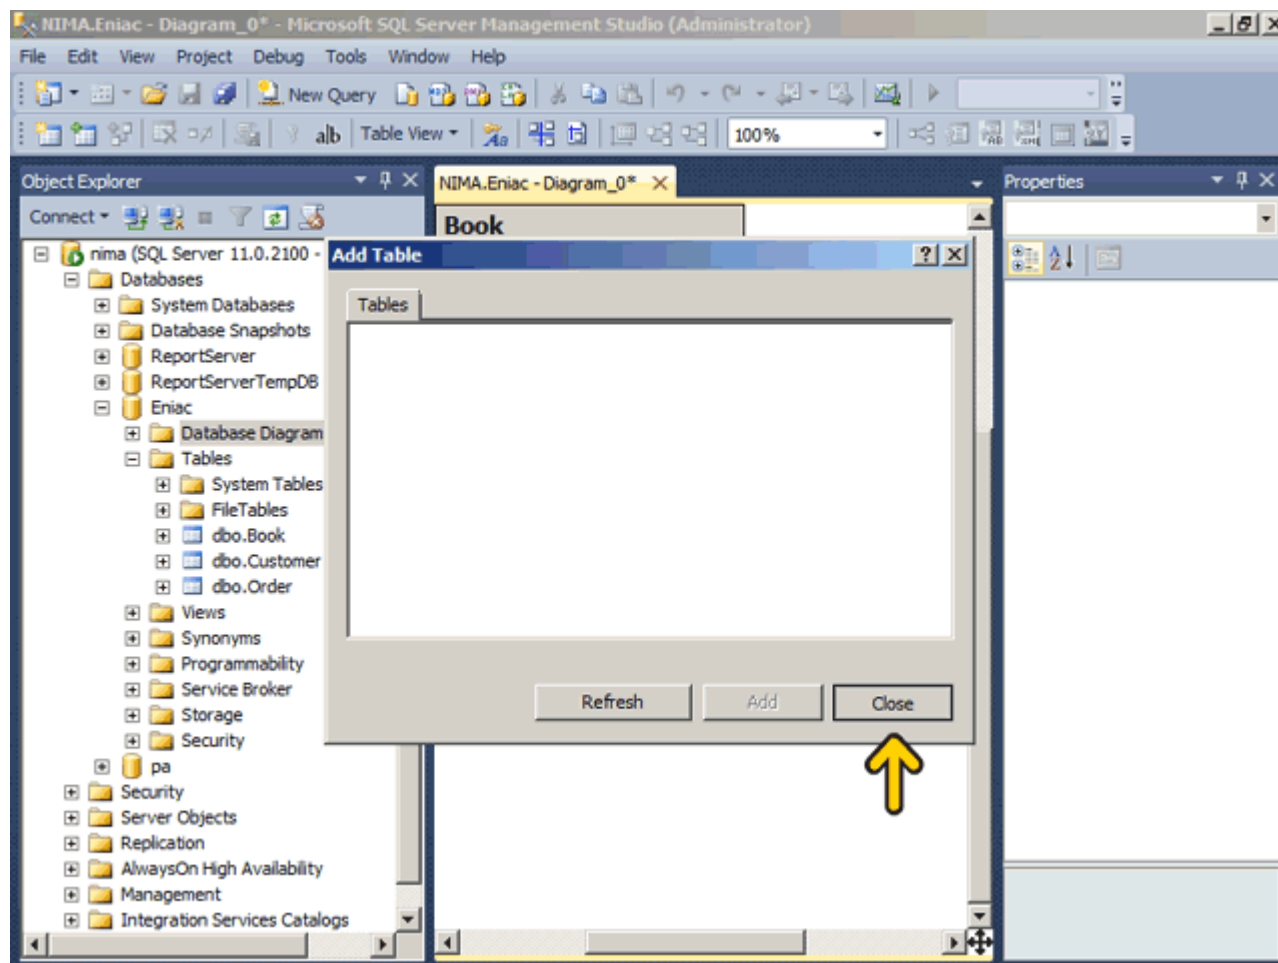 NIMA.Eniac - Diagram_0* - Microsoft SQL Server Management Studio (Administrator)
File Edit View Project Debug Tools Window Help
New Query
alb Table View 100%
Object Explorer
NIMA.Eniac - Diagram_0*
Properties
Connect
Book
nima (SQL Server 11.0.2100 -
Add Table
Databases
System Databases
Tables
Database Snapshots
ReportServer
ReportServerTempDB
Eniac
Database Diagram
Tables
System Tables
FileTables
dbo.Book
dbo.Customer
dbo.Order
Views
Synonyms
Programmability
Service Broker
Refresh Add Close
Storage
Security
pa
Security
Server Objects
Replication
AlwaysOn High Availability
Management
Integration Services Catalogs